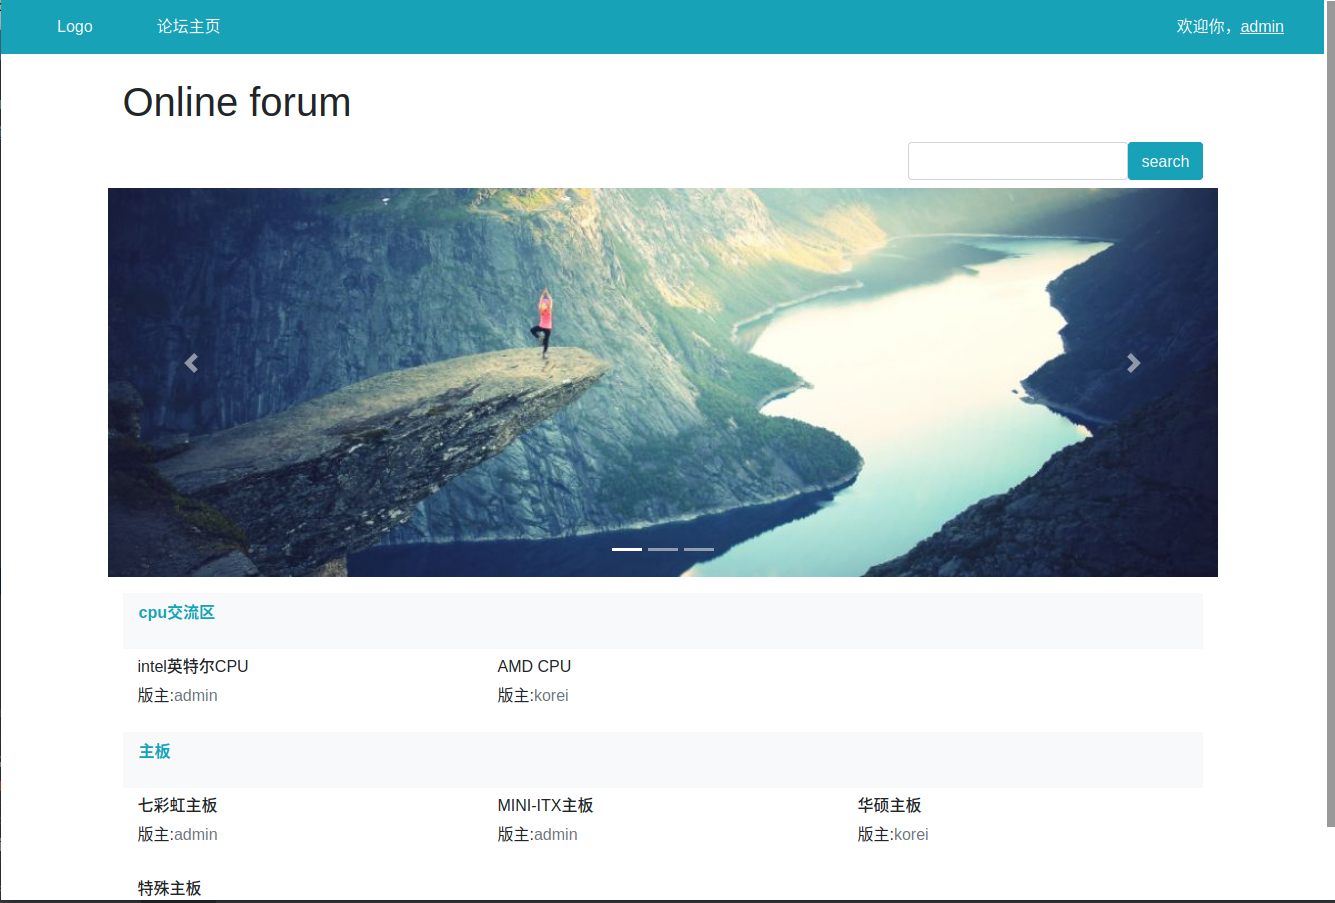 Logo 论坛主页 欢迎你，admin
Online forum
search
cpu交流区
intel英特尔CPU AMD CPU
版主:admin 版主:korei
主板
七彩虹主板 MINI-ITX主板 华硕主板
版主:admin 版主:admin 版主:korei
特殊主板